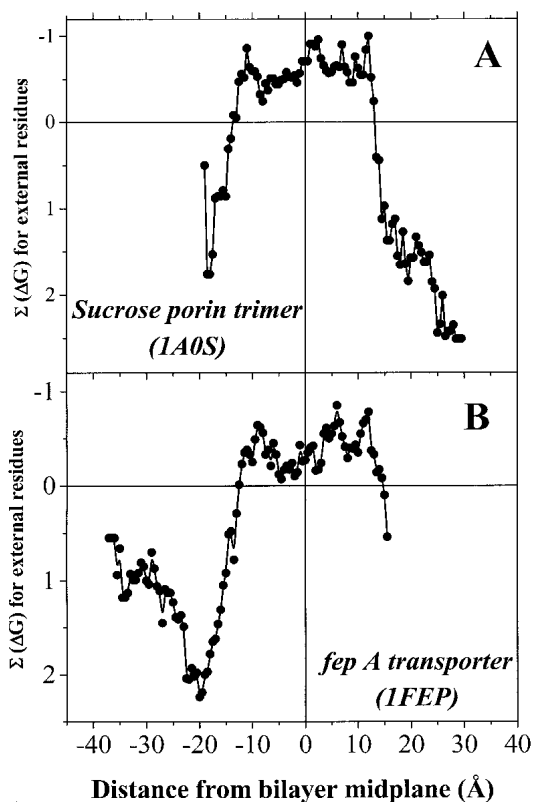 -1
A
0
1
2
Σ (ΔG) for external residues
Sucrose porin trimer
(1A0S)
-1
B
0
1
2
Σ (ΔG) for external residues
fep A transporter
(1FEP)
-40 -30 -20 -10 0 10 20 30 40
Distance from bilayer midplane (Å)